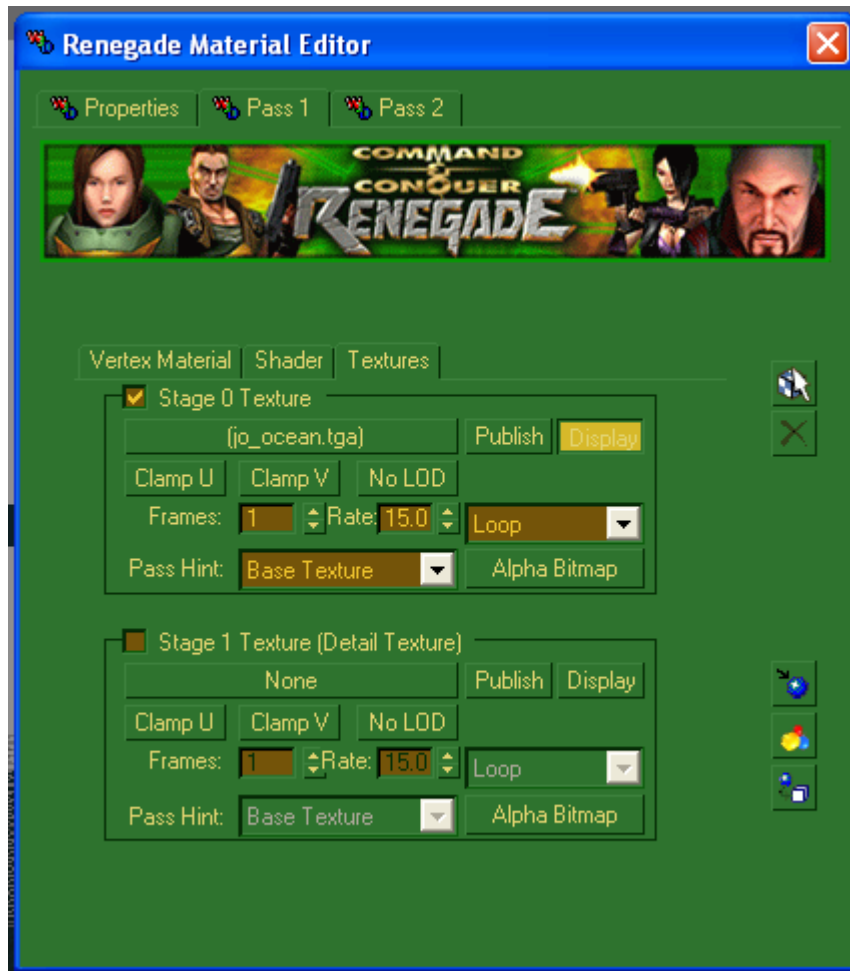 Renegade Material Editor
Properties Pass 1 Pass 2
COMMAND
&
CONQUER
RENEGADE
Vertex Material Shader Textures
Stage 0 Texture
(jo_ocean.tga) Publish Display
Clamp U Clamp V No LOD
Frames: 1 Rate: 15.0 Loop
Pass Hint: Base Texture Alpha Bitmap
Stage 1 Texture (Detail Texture)
None Publish Display
Clamp U Clamp V No LOD
Frames: 1 Rate: 15.0 Loop
Pass Hint: Base Texture Alpha Bitmap